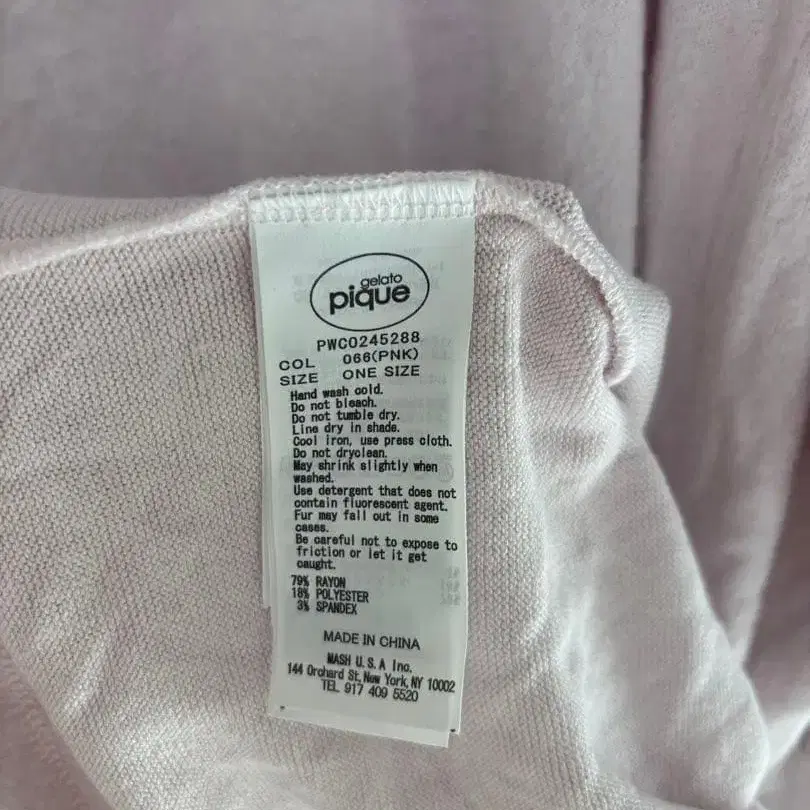 gelato
pique
PWCO245288
COL 066(PNK)
SIZE ONE SIZE
Hand wash cold.
Do not bleach.
Do not tumble dry.
Line dry in shade.
Cool iron, use press cloth.
Do not dryclean.
May shrink slightly when
washed.
Use detergent that does not
contain fluorescent agent.
Fur may fall out in some
cases.
Be careful not to expose to
friction or let it get
caught.
79% RAYON
18% POLYESTER
3% SPANDEX
MADE IN CHINA
MASH U.S.A Inc.
144 Orchard St, New York, NY 10002
TEL 917 409 5520